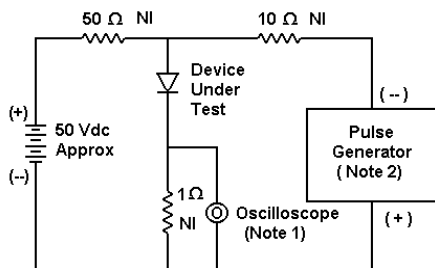 50 Ω NI
10 Ω NI
Device
Under
Test
(--)
(+)
50 Vdc
Approx
(--)
Pulse
Generator
( Note 2)
1Ω
NI
Oscilloscope
(Note 1)
(+)